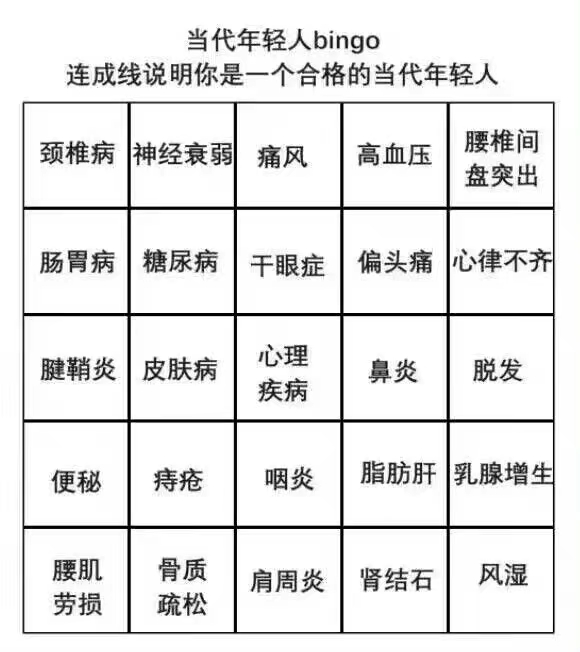 当代年轻人bingo
连成线说明你是一个合格的当代年轻人
颈椎病 神经衰弱 痛风 高血压 腰椎间盘突出
肠胃病 糖尿病 干眼症 偏头痛 心律不齐
腱鞘炎 皮肤病 心理疾病 鼻炎 脱发
便秘 痔疮 咽炎 脂肪肝 乳腺增生
腰肌劳损 骨质疏松 肩周炎 肾结石 风湿